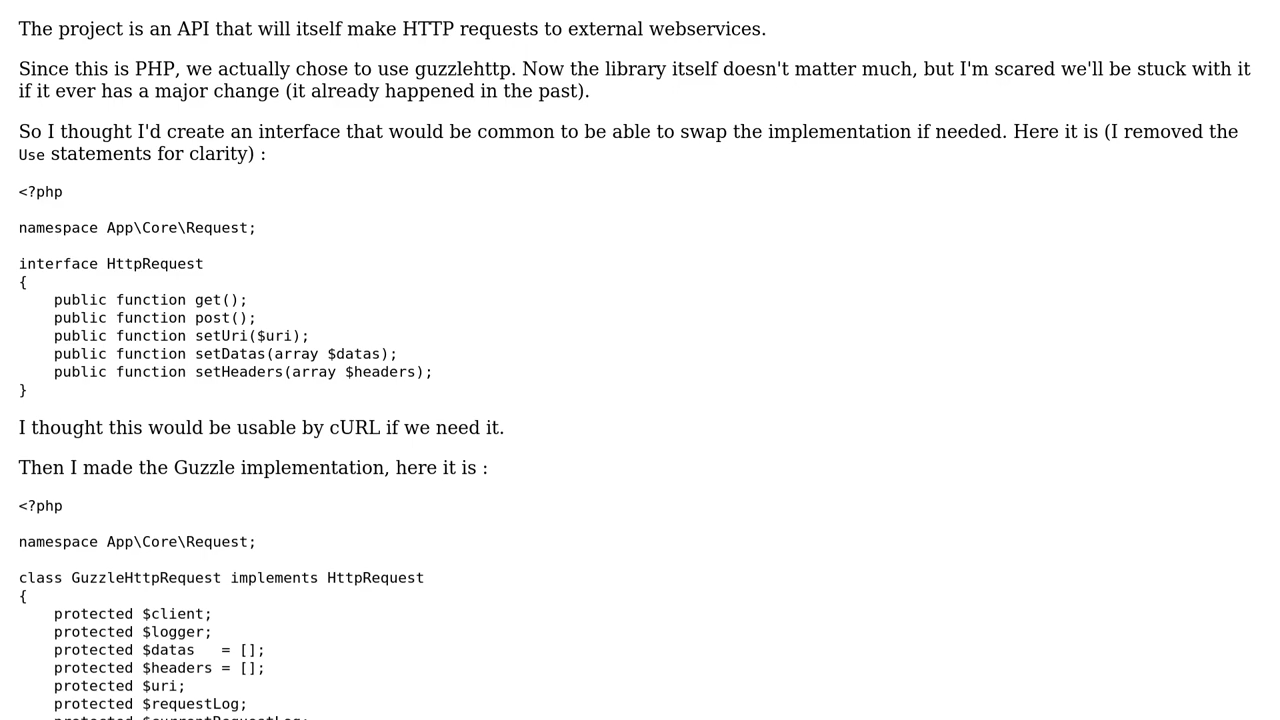 The project is an API that will itself make HTTP requests to external webservices.
Since this is PHP, we actually chose to use guzzlehttp. Now the library itself doesn't matter much, but I'm scared we'll be stuck with it
if it ever has a major change (it already happened in the past).
So I thought I'd create an interface that would be common to be able to swap the implementation if needed. Here it is (I removed the
Use statements for clarity) :
<?php
namespace App\Core\Request;
interface HttpRequest
{
    public function get();
    public function post();
    public function setUri($uri);
    public function setDatas(array $datas);
    public function setHeaders(array $headers);
}
I thought this would be usable by cURL if we need it.
Then I made the Guzzle implementation, here it is :
<?php
namespace App\Core\Request;
class GuzzleHttpRequest implements HttpRequest
{
    protected $client;
    protected $logger;
    protected $datas   = [];
    protected $headers = [];
    protected $uri;
    protected $requestLog;
    protected $currentRequestLog;